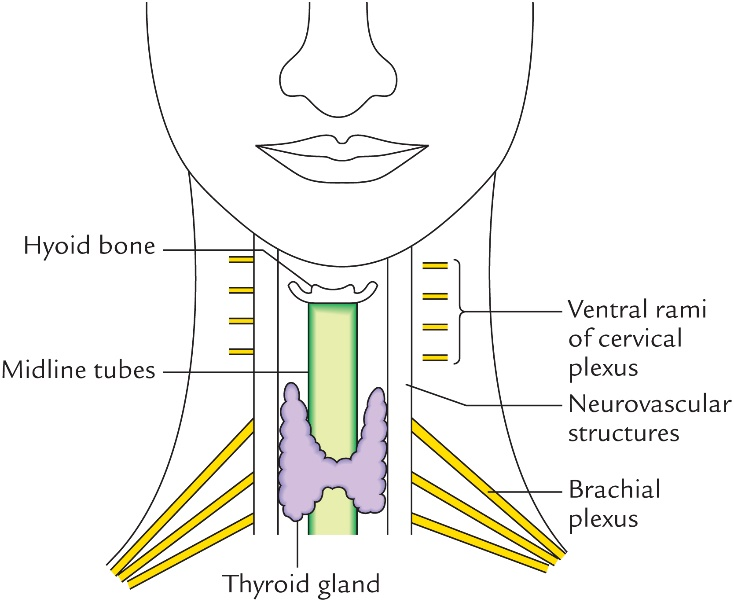 Hyoid bone
Midline tubes
Thyroid gland
Ventral rami
of cervical
plexus
Neurovascular
structures
Brachial
plexus